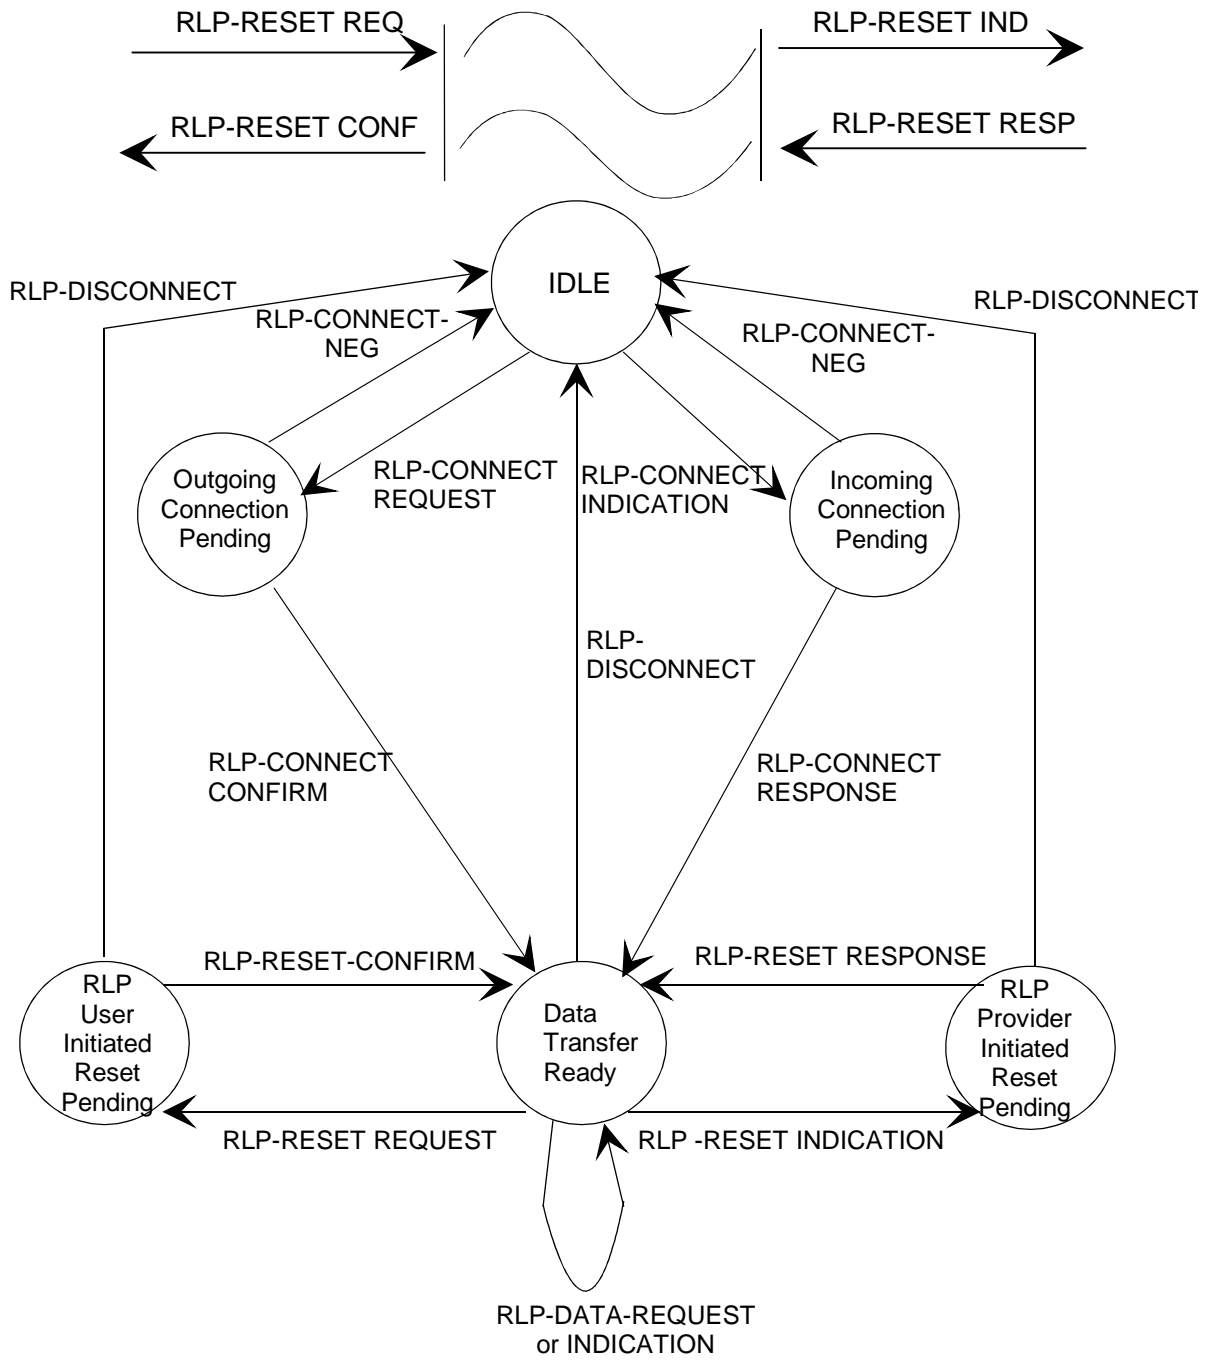 RLP-RESET REQ
RLP-RESET IND
RLP-RESET CONF
RLP-RESET RESP
IDLE
RLP-DISCONNECT
RLP-DISCONNECT
RLP-CONNECT-
NEG
RLP-CONNECT-
NEG
Outgoing
Connection
Pending
RLP-CONNECT
REQUEST
RLP-CONNECT
INDICATION
Incoming
Connection
Pending
RLP-
DISCONNECT
RLP-CONNECT
CONFIRM
RLP-CONNECT
RESPONSE
RLP-RESET-CONFIRM
RLP-RESET RESPONSE
RLP
User
Initiated
Reset
Pending
Data
Transfer
Ready
RLP
Provider
Initiated
Reset
Pending
RLP-RESET REQUEST
RLP -RESET INDICATION
RLP-DATA-REQUEST
or INDICATION